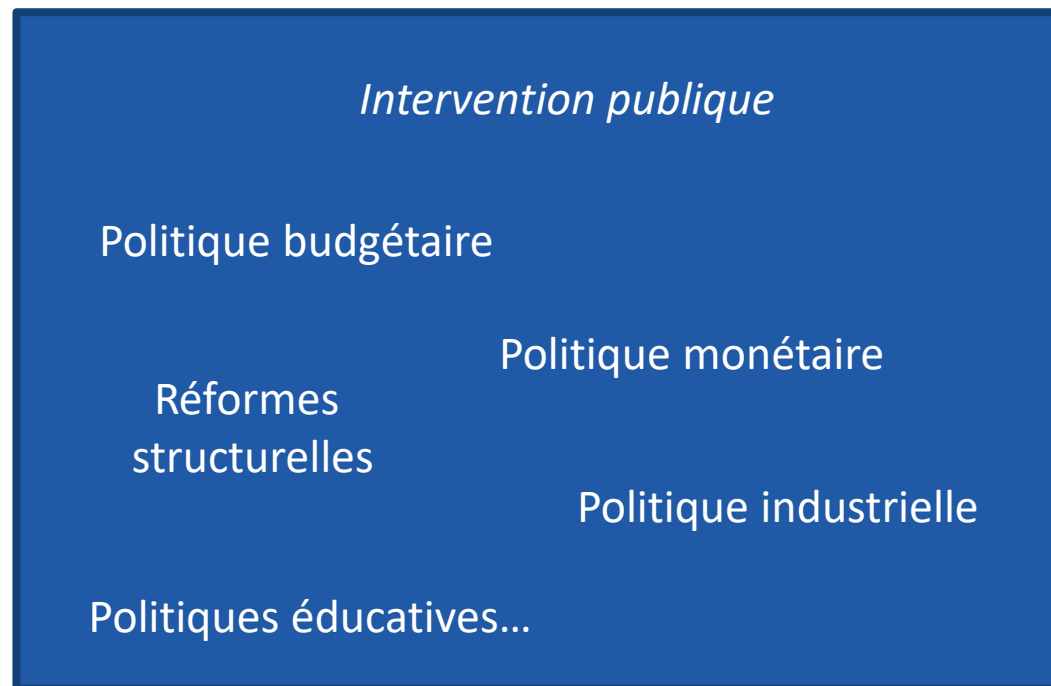 Intervention publique
Politique budgétaire
Politique monétaire
Réformes
structurelles
Politique industrielle
Politiques éducatives…